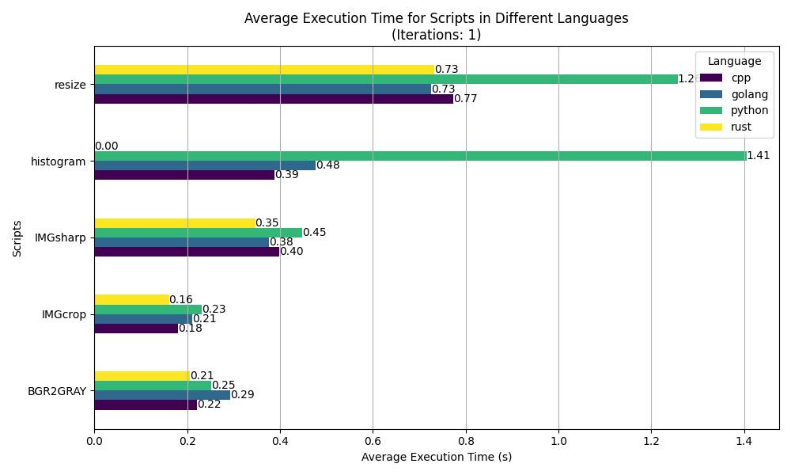 Average Execution Time for Scripts in Different Languages
(Iterations: 1)
Language
cpp
golang
python
rust
resize
0.73
0.73
0.77
histogram
0.00
1.41
0.48
0.39
IMGsharp
0.35
0.45
0.38
0.40
IMGcrop
0.16
0.23
0.21
0.18
BGR2GRAY
0.21
0.25
0.29
0.22
Scripts
0.0 0.2 0.4 0.6 0.8 1.0 1.2 1.4
Average Execution Time (s)